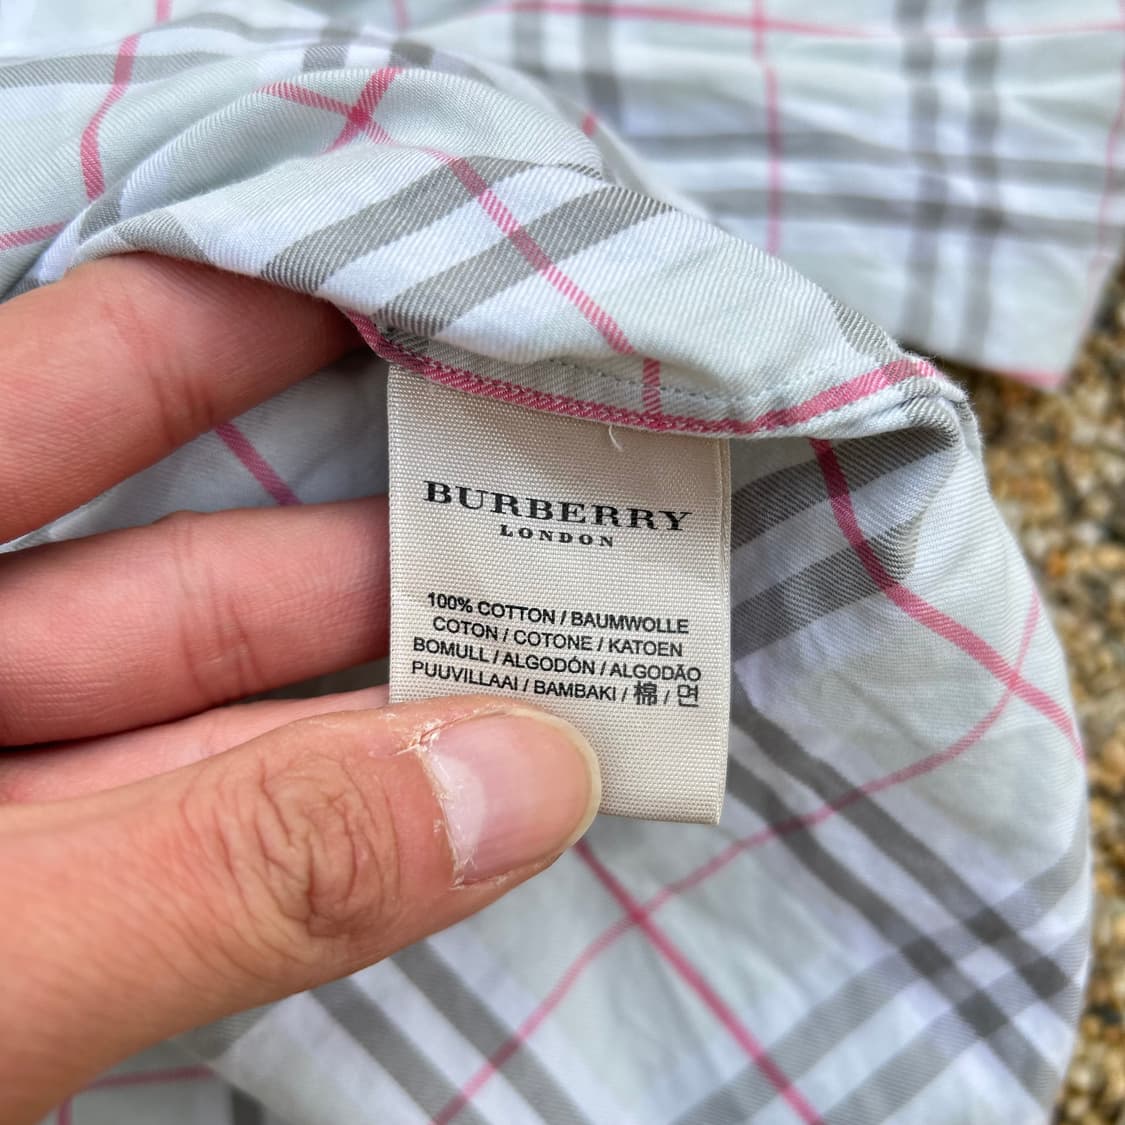 BURBERRY
LONDON
100% COTTON / BAUMWOLLE
COTON / COTONE / KATOEN
BOMULL / ALGODÓN / ALGODÃO
PUUVILLAAI / BAMBAKI / 棉 / 면